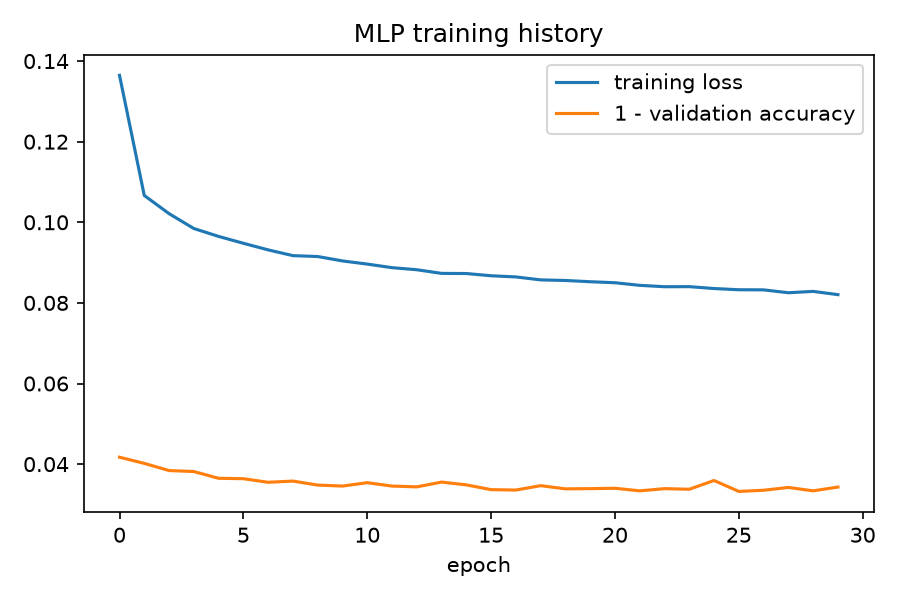 MLP training history
training loss
1 - validation accuracy
0.14
0.12
0.10
0.08
0.06
0.04
0 5 10 15 20 25 30
epoch